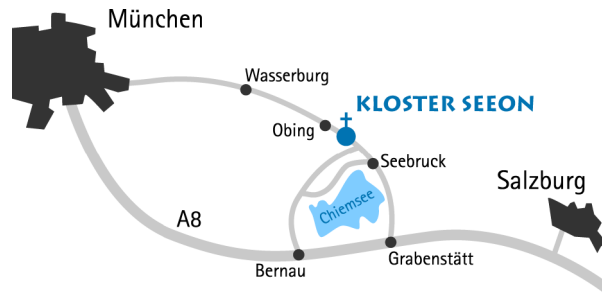 München
Wasserburg
KLOSTER SEEON
Obing
Seebruck
Salzburg
Chiemsee
A8
Grabenstätt
Bernau